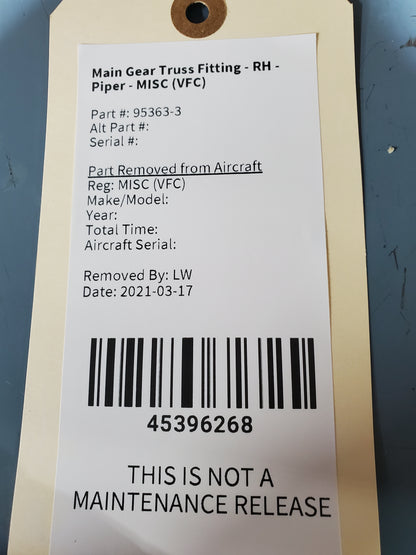 Main Gear Truss Fitting - RH -
Piper - MISC (VFC)
Part #: 95363-3
Alt Part #:
Serial #:
Part Removed from Aircraft
Reg: MISC (VFC)
Make/Model:
Year:
Total Time:
Aircraft Serial:
Removed By: LW
Date: 2021-03-17
45396268
THIS IS NOT A
MAINTENANCE RELEASE